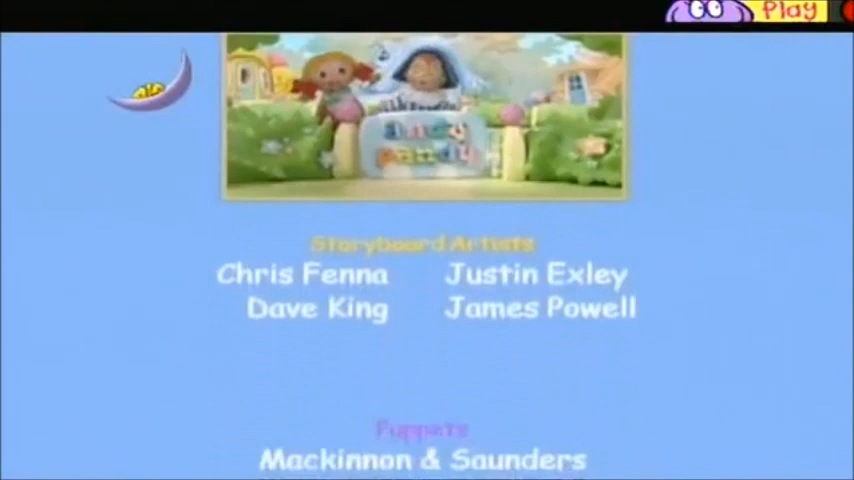 Play
Andy
Pandy
Storyboard Artists
Chris Fenna Justin Exley
Dave King James Powell
Puppets
Mackinnon & Saunders